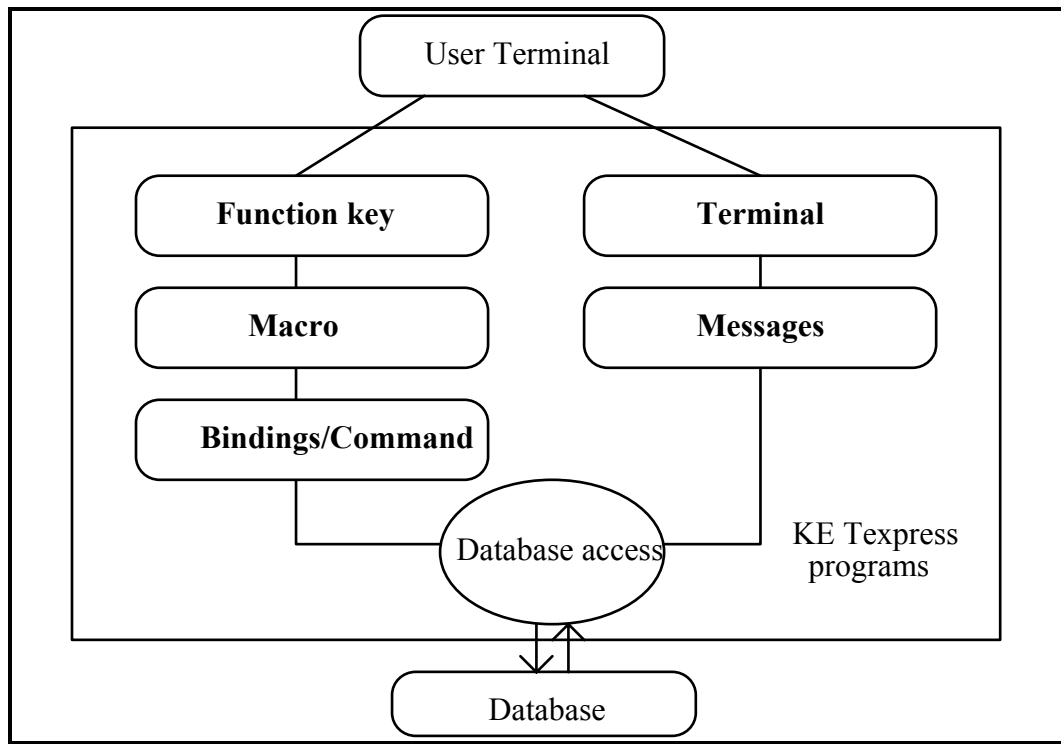 User Terminal
Function key
Terminal
Macro
Messages
Bindings/Command
Database access
KE Texpress
programs
Database